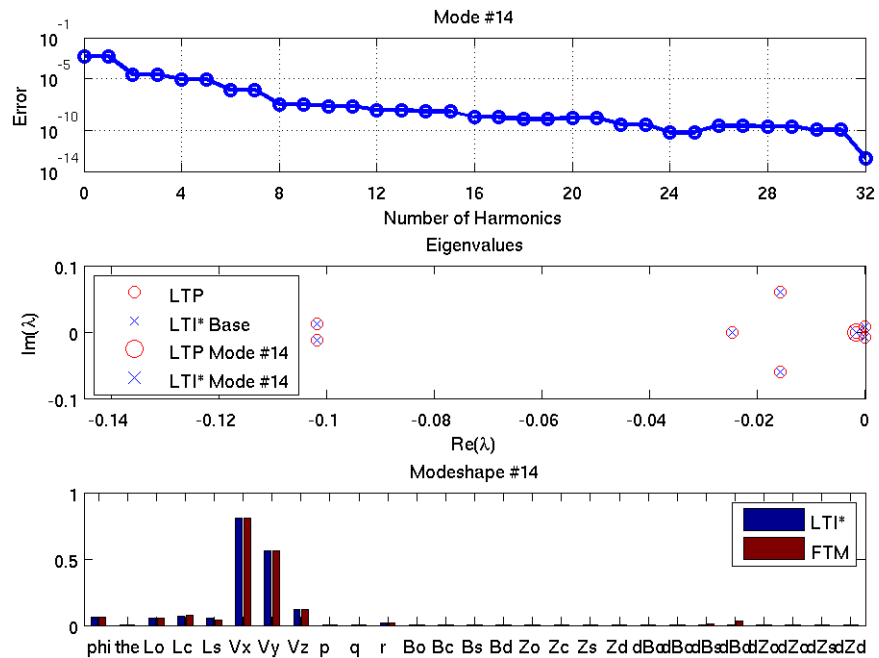 Mode #14
10^-1
10^-5
10^-10
10^-14
Error
0 4 8 12 16 20 24 28 32
Number of Harmonics
Eigenvalues
0.1
0
-0.1
Im(λ)
LTP
LTI* Base
LTP Mode #14
LTI* Mode #14
-0.14 -0.12 -0.1 -0.08 -0.06 -0.04 -0.02 0
Re(λ)
Modeshape #14
1
0.5
0
LTI*
FTM
phi the Lo Lc Ls Vx Vy Vz p q r Bo Bc Bs Bd Zo Zc Zs Zd